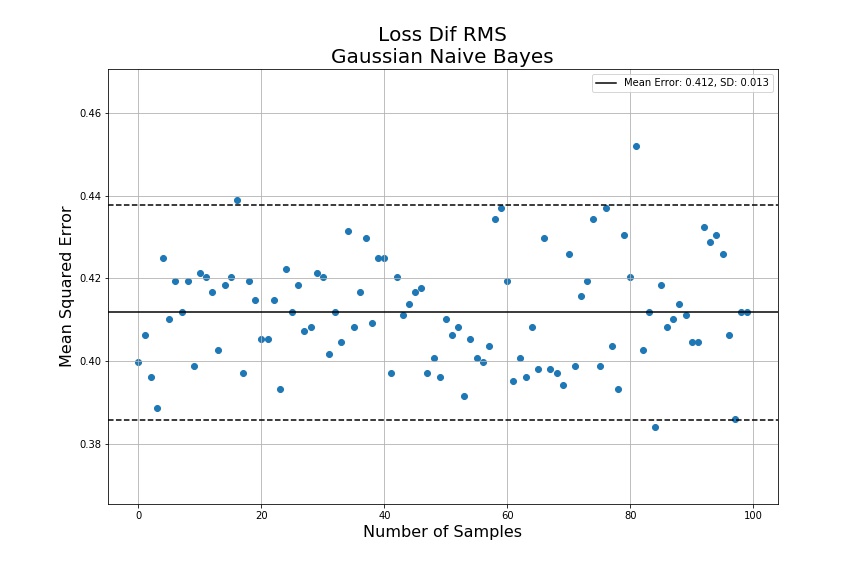 Loss Dif RMS
Gaussian Naive Bayes
Mean Error: 0.412, SD: 0.013
Mean Squared Error
0.46
0.44
0.42
0.40
0.38
0 20 40 60 80 100
Number of Samples